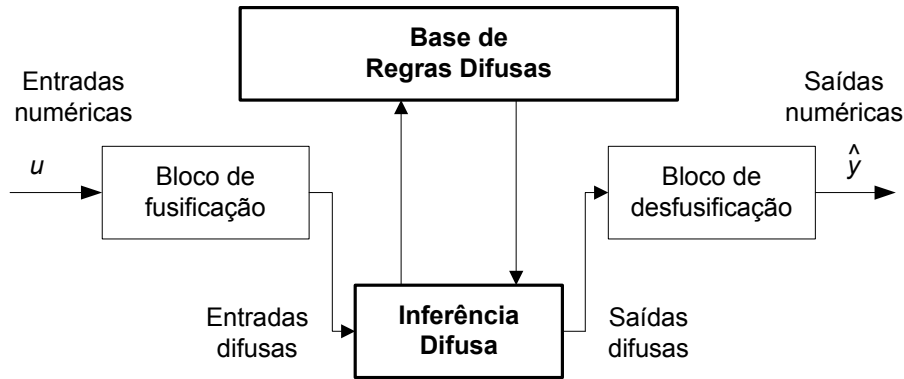 Base de
Regras Difusas
Entradas
numéricas
u
Bloco de
fusificação
Saídas
numéricas
ŷ
Bloco de
desfusificação
Entradas
difusas
Inferência
Difusa
Saídas
difusas